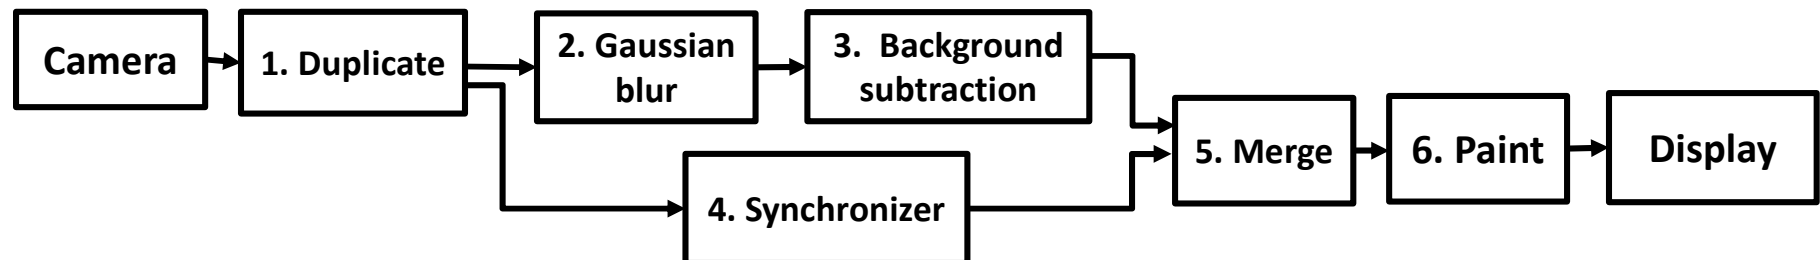 Camera
1. Duplicate
2. Gaussian
blur
3. Background
subtraction
4. Synchronizer
5. Merge
6. Paint
Display